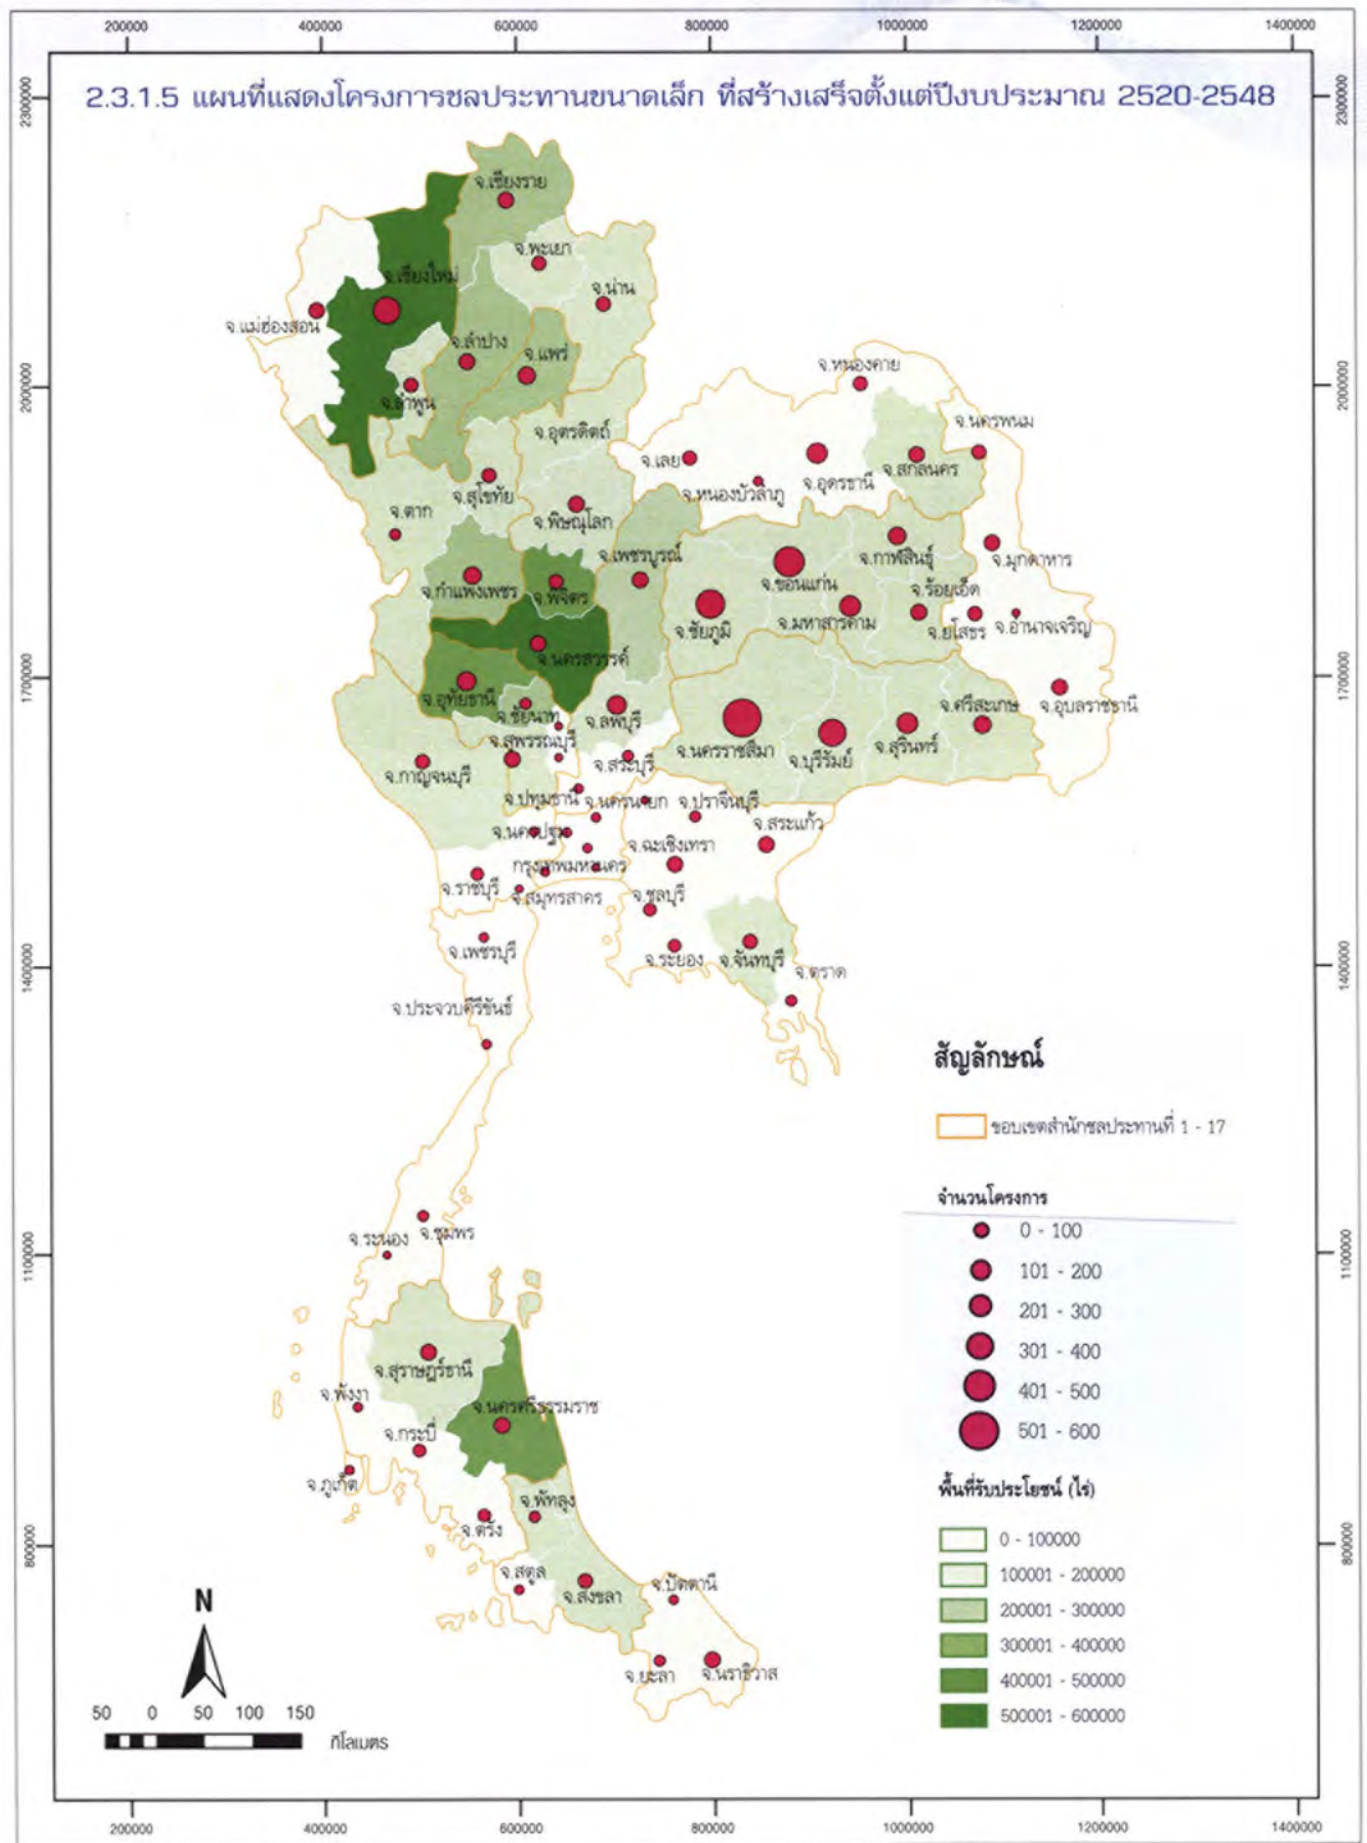 200000 400000 600000 800000 1000000 1200000 1400000
2.3.1.5 แผนที่แสดงโครงการชลประทานขนาดเล็ก ที่สร้างเสร็จตั้งแต่ปีงบประมาณ 2520-2548
2300000 2300000
จ.เชียงราย
จ.พะเยา
จ.เชียงใหม่
จ.น่าน
จ.แม่ฮ่องสอน
จ.ลำปาง
จ.แพร่
จ.หนองคาย
2000000 2000000
จ.ลำพูน
จ.นครพนม
จ.อุตรดิตถ์
จ.เลย
จ.สกลนคร
จ.อุดรธานี
จ.หนองบัวลำภู
จ.สุโขทัย
จ.ตาก
จ.พิษณุโลก
จ.เพชรบูรณ์
จ.กาฬสินธุ์
จ.มุกดาหาร
จ.ขอนแก่น
จ.กำแพงเพชร
จ.พิจิตร
จ.ร้อยเอ็ด
จ.มหาสารคาม
จ.ชัยภูมิ
จ.ยโสธร
จ.อำนาจเจริญ
จ.นครสวรรค์
1700000 1700000
จ.อุทัยธานี
จ.อุบลราชธานี
จ.ศรีสะเกษ
จ.ชัยนาท
จ.ลพบุรี
จ.สุพรรณบุรี
จ.นครราชสีมา
จ.บุรีรัมย์
จ.สุรินทร์
จ.สระบุรี
จ.กาญจนบุรี
จ.ปทุมธานี
จ.นครนายก
จ.ปราจีนบุรี
จ.สระแก้ว
จ.นครปฐม
จ.ฉะเชิงเทรา
กรุงเทพมหานคร
จ.ราชบุรี
จ.สมุทรสาคร
จ.ชลบุรี
จ.เพชรบุรี
จ.ระยอง
จ.จันทบุรี
จ.ตราด
1400000 1400000
จ.ประจวบคีรีขันธ์
สัญลักษณ์
ขอบเขตสำนักชลประทานที่ 1 - 17
จำนวนโครงการ
0 - 100
101 - 200
201 - 300
301 - 400
401 - 500
501 - 600
พื้นที่รับประโยชน์ (ไร่)
0 - 100000
100001 - 200000
200001 - 300000
300001 - 400000
400001 - 500000
500001 - 600000
จ.ชุมพร
จ.ระนอง
1100000 1100000
จ.สุราษฎร์ธานี
จ.พังงา
จ.นครศรีธรรมราช
จ.กระบี่
จ.ภูเก็ต
จ.พัทลุง
จ.ตรัง
800000 800000
จ.สตูล
จ.สงขลา
จ.ปัตตานี
จ.ยะลา
จ.นราธิวาส
N
50 0 50 100 150
กิโลเมตร
200000 400000 600000 800000 1000000 1200000 1400000